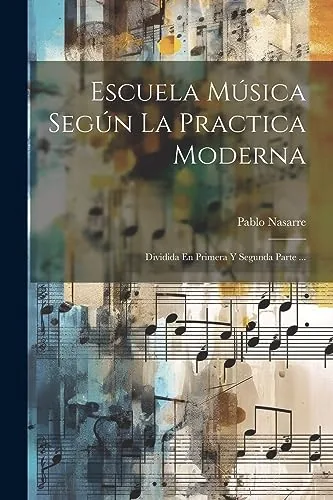 Escuela Música
Según La Practica
Moderna
Pablo Nasarre
Dividida En Primera Y Segunda Parte ...